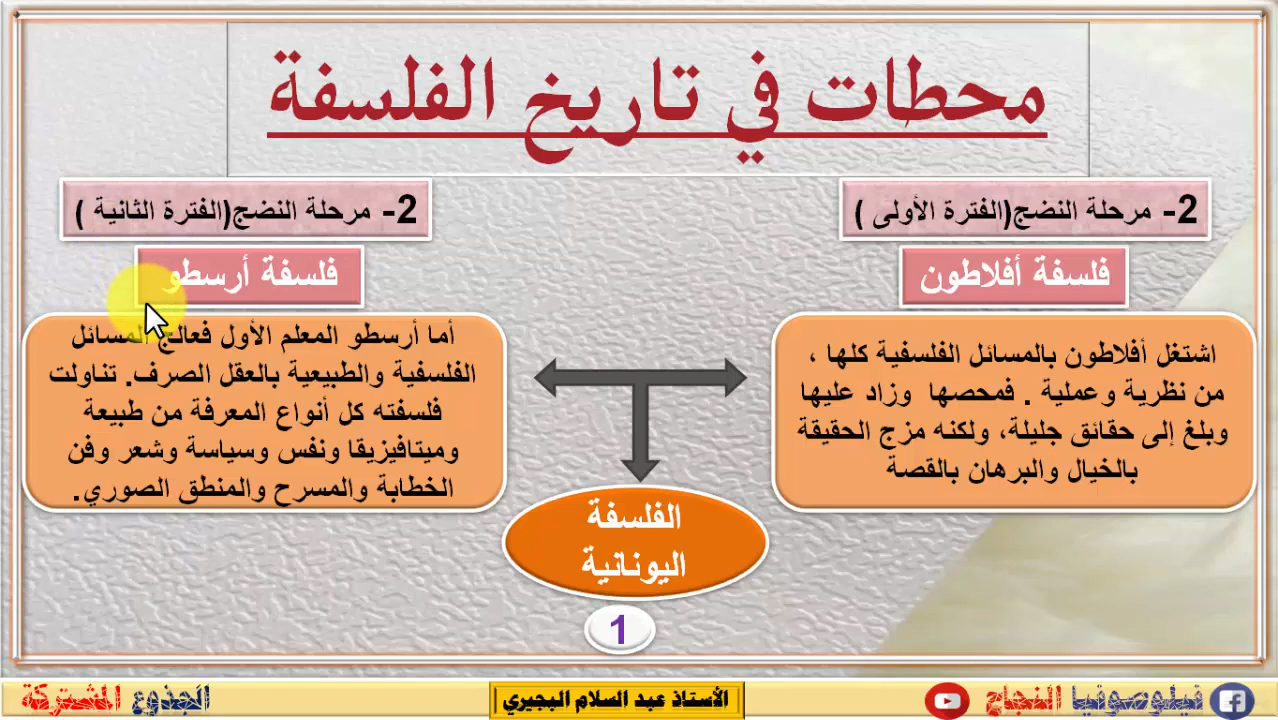 محطات في تاريخ الفلسفة
2- مرحلة النضج(الفترة الأولى )
فلسفة أفلاطون
اشتغل أفلاطون بالمسائل الفلسفية كلها ،
من نظرية وعملية . فمحصها وزاد عليها
وبلغ إلى حقائق جليلة، ولكنه مزج الحقيقة
بالخيال والبرهان بالقصة
2- مرحلة النضج(الفترة الثانية )
فلسفة أرسطو
أما أرسطو المعلم الأول فعالج المسائل
الفلسفية والطبيعية بالعقل الصرف. تناولت
فلسفته كل أنواع المعرفة من طبيعة
وميتافيزيقا ونفس وسياسة وشعر وفن
الخطابة والمسرح والمنطق الصوري.
الفلسفة
اليونانية
1
فيلوصوفيا النجاح
الأستاذ عبد السلام البجيري
الجذوع المشتركة